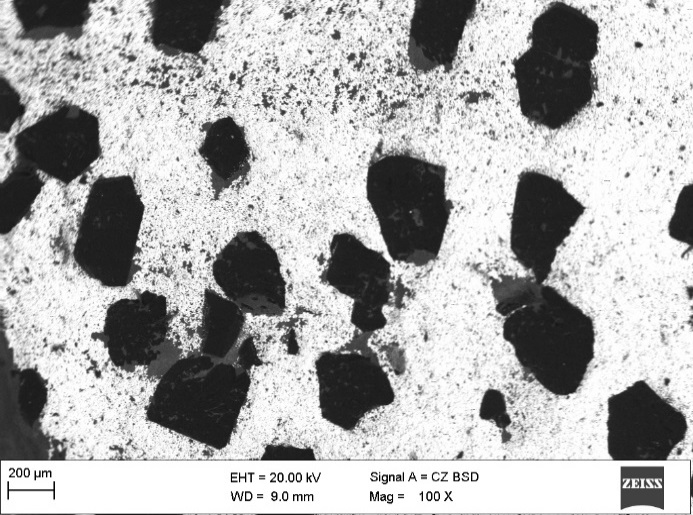 200 µm
EHT = 20.00 kV
WD = 9.0 mm
Signal A = CZ BSD
Mag = 100 X
ZEISS